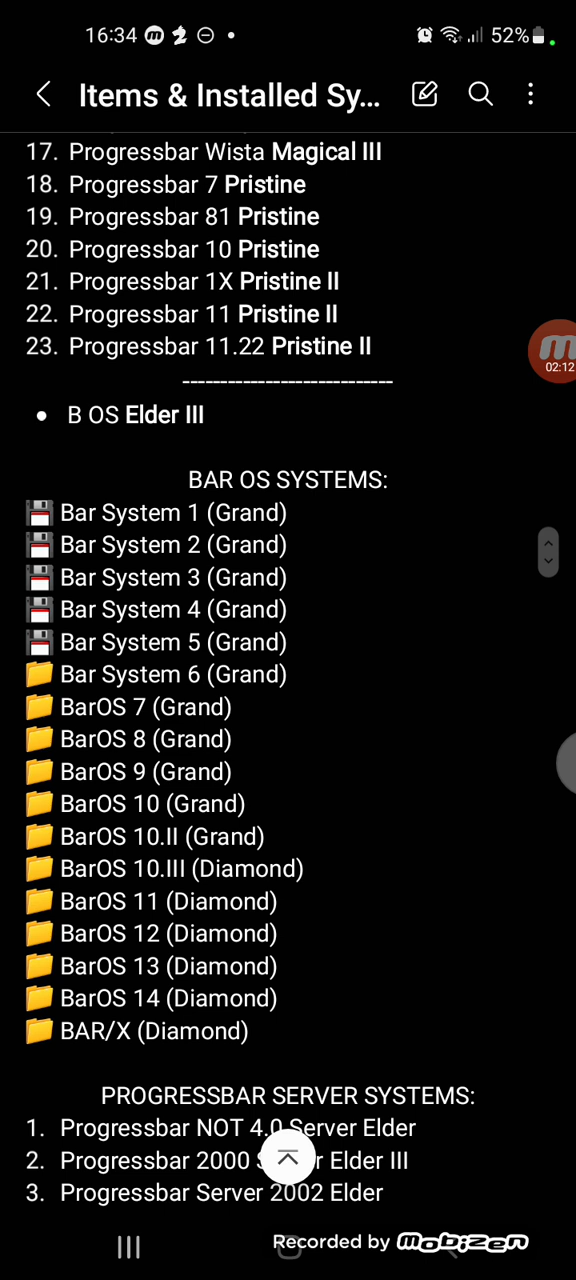 16:34
52%
Items & Installed Sy...
17. Progressbar Wista Magical III
18. Progressbar 7 Pristine
19. Progressbar 81 Pristine
20. Progressbar 10 Pristine
21. Progressbar 1X Pristine II
22. Progressbar 11 Pristine II
23. Progressbar 11.22 Pristine II
02:12
----------------------------
• B OS Elder III
BAR OS SYSTEMS:
Bar System 1 (Grand)
Bar System 2 (Grand)
Bar System 3 (Grand)
Bar System 4 (Grand)
Bar System 5 (Grand)
Bar System 6 (Grand)
BarOS 7 (Grand)
BarOS 8 (Grand)
BarOS 9 (Grand)
BarOS 10 (Grand)
BarOS 10.II (Grand)
BarOS 10.III (Diamond)
BarOS 11 (Diamond)
BarOS 12 (Diamond)
BarOS 13 (Diamond)
BarOS 14 (Diamond)
BAR/X (Diamond)
PROGRESSBAR SERVER SYSTEMS:
1. Progressbar NOT 4.0 Server Elder
2. Progressbar 2000 Elder III
3. Progressbar Server 2002 Elder
Recorded by Mobizen